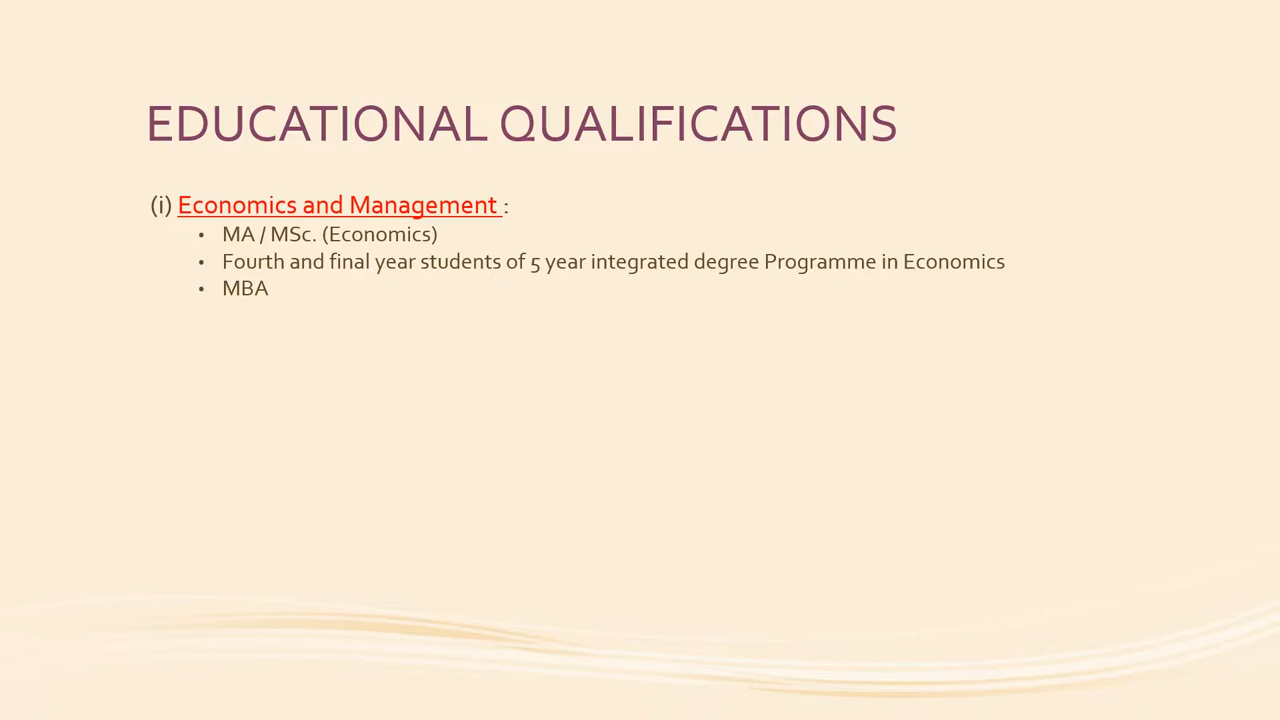 EDUCATIONAL QUALIFICATIONS
(i) Economics and Management :
• MA / MSc. (Economics)
• Fourth and final year students of 5 year integrated degree Programme in Economics
• MBA